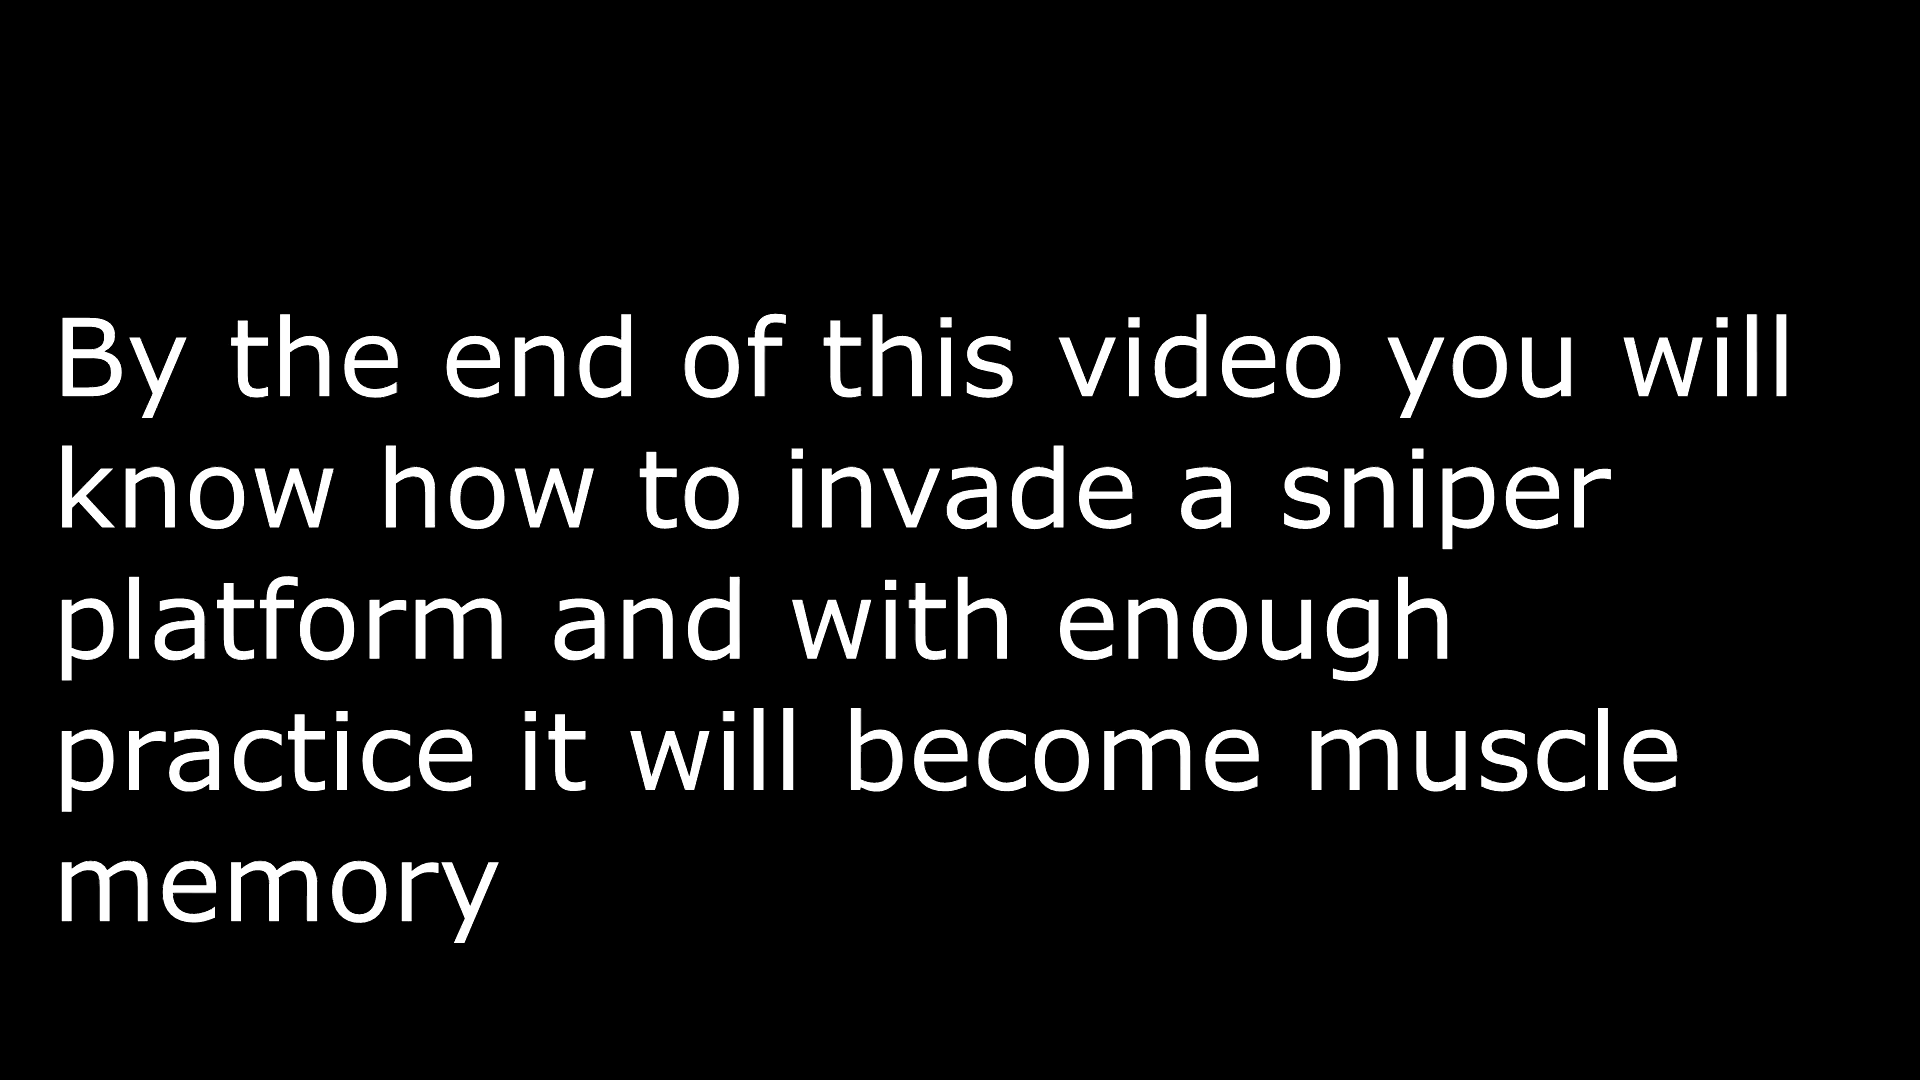 By the end of this video you will
know how to invade a sniper
platform and with enough
practice it will become muscle
memory